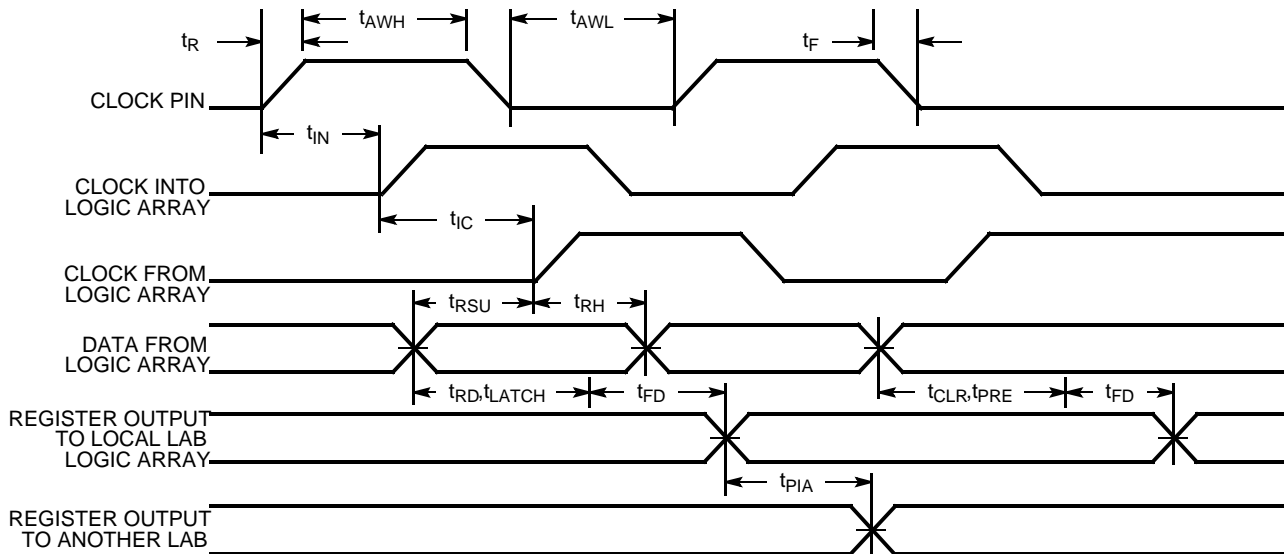 tAWH
tAWL
tR
tF
CLOCK PIN
tIN
CLOCK INTO
LOGIC ARRAY
tIC
CLOCK FROM
LOGIC ARRAY
tRSU
tRH
DATA FROM
LOGIC ARRAY
tRD,tLATCH
tFD
tCLR,tPRE
tFD
REGISTER OUTPUT
TO LOCAL LAB
LOGIC ARRAY
tPIA
REGISTER OUTPUT
TO ANOTHER LAB